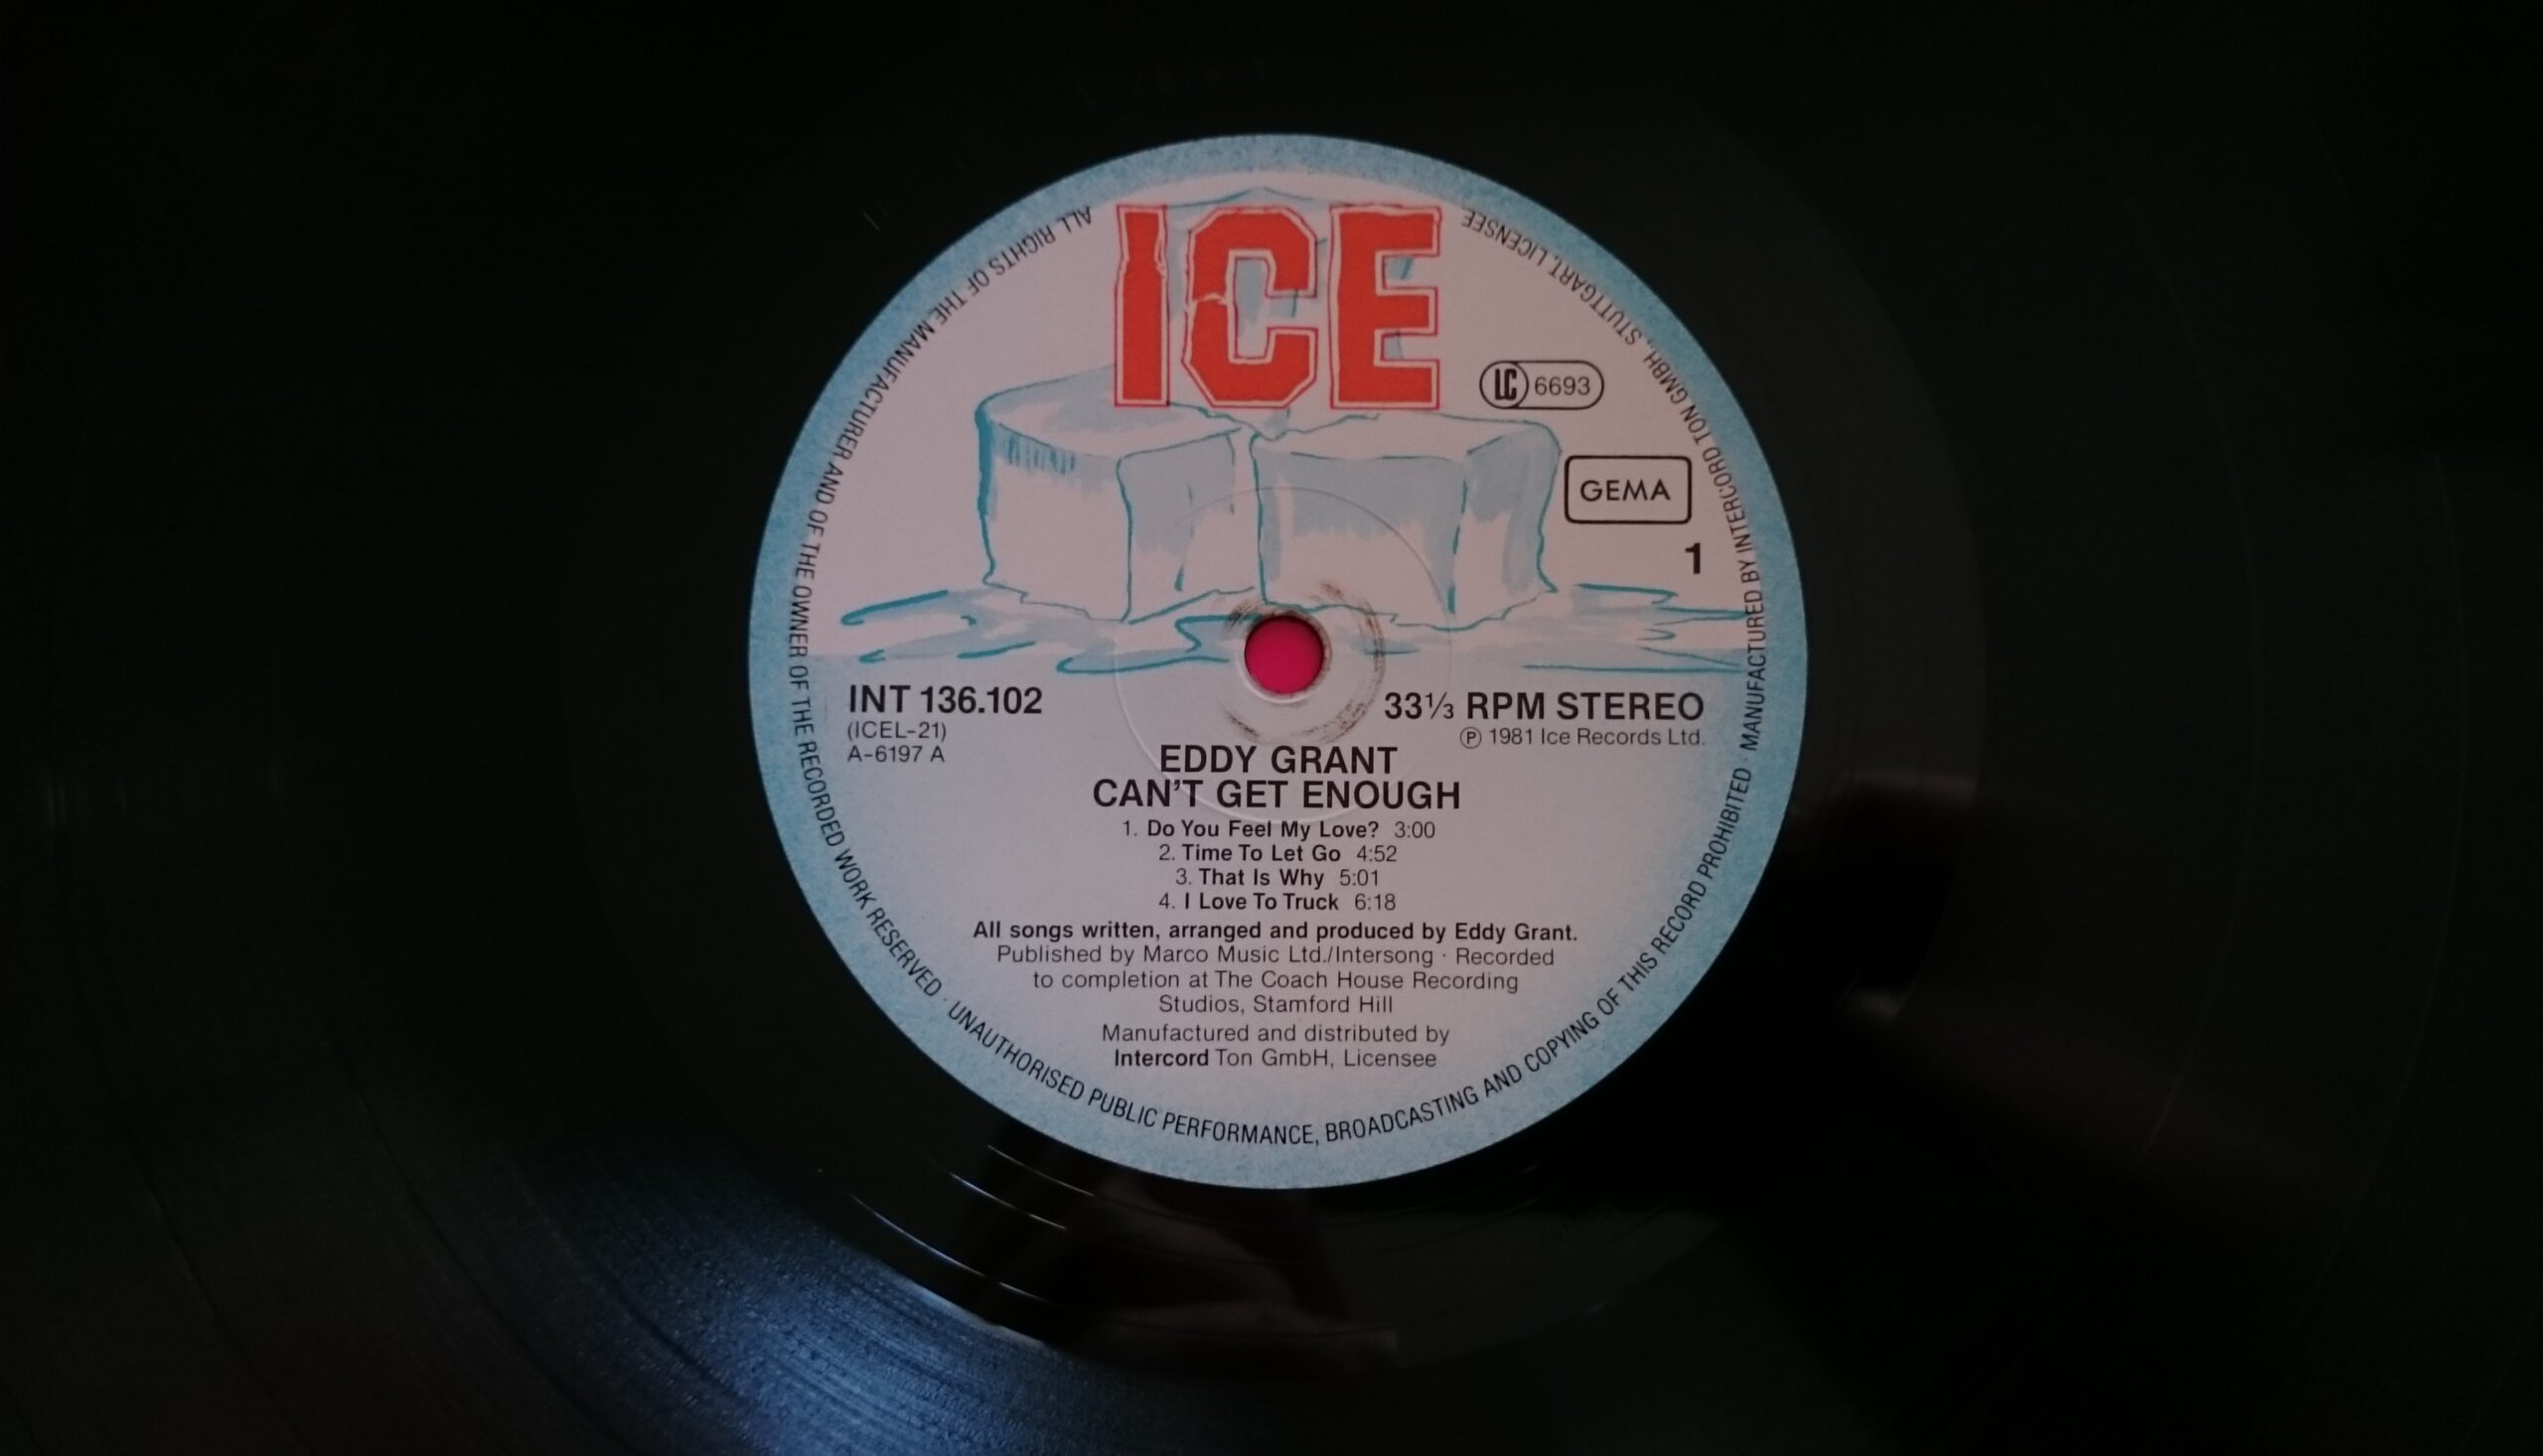 ICE
LC 6693
GEMA
1
INT 136.102
(ICEL-21)
A-6197 A
33⅓ RPM STEREO
Ⓟ 1981 Ice Records Ltd.
EDDY GRANT
CAN'T GET ENOUGH
1. Do You Feel My Love? 3:00
2. Time To Let Go 4:52
3. That Is Why 5:01
4. I Love To Truck 6:18
All songs written, arranged and produced by Eddy Grant.
Published by Marco Music Ltd./Intersong · Recorded
to completion at The Coach House Recording
Studios, Stamford Hill
Manufactured and distributed by
Intercord Ton GmbH, Licensee
ALL RIGHTS OF THE MANUFACTURER AND OF THE OWNER OF THE RECORDED WORK RESERVED · UNAUTHORISED PUBLIC PERFORMANCE, BROADCASTING AND COPYING OF THIS RECORD PROHIBITED · MANUFACTURED BY INTERCORD TON GMBH, STUTTGART, LICENSEE